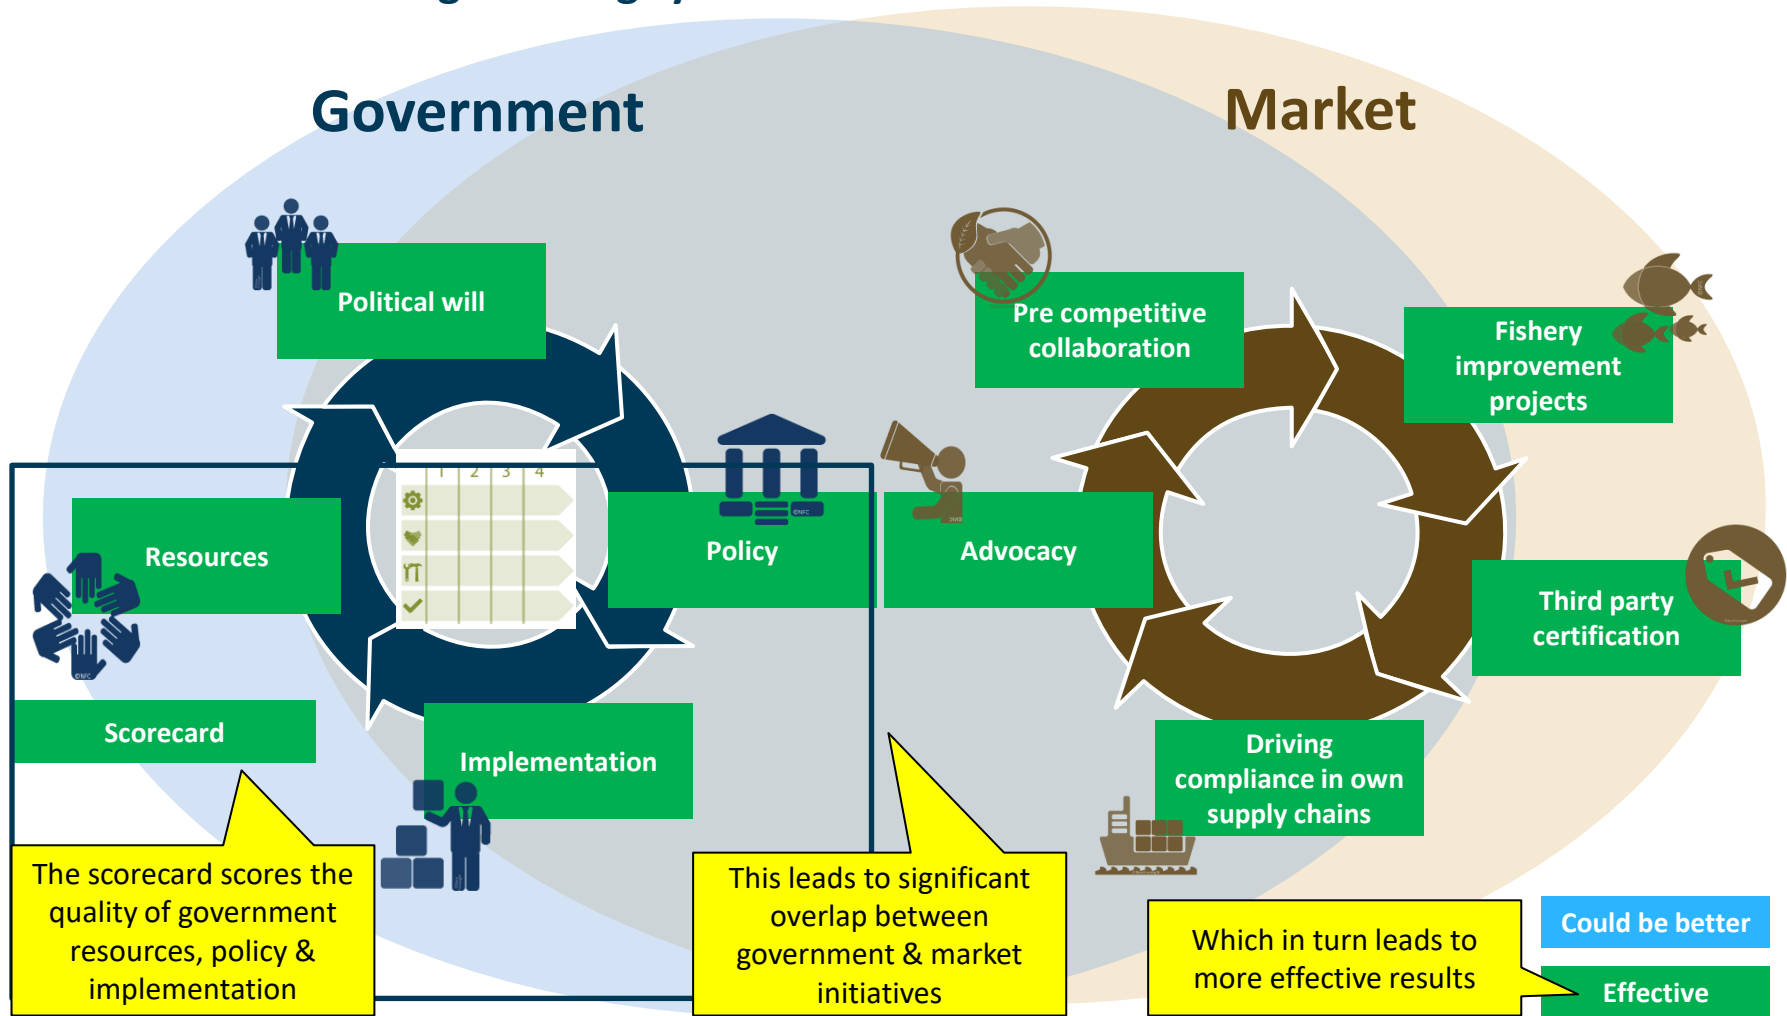 Government
Market
Political will
Pre competitive
collaboration
Fishery
improvement
projects
1 2 3 4
Resources
Policy
©NFC
Advocacy
Third party
certification
©NFC
Scorecard
Implementation
Driving
compliance in own
supply chains
The scorecard scores the
quality of government
resources, policy &
implementation
This leads to significant
overlap between
government & market
initiatives
Which in turn leads to
more effective results
Could be better
Effective